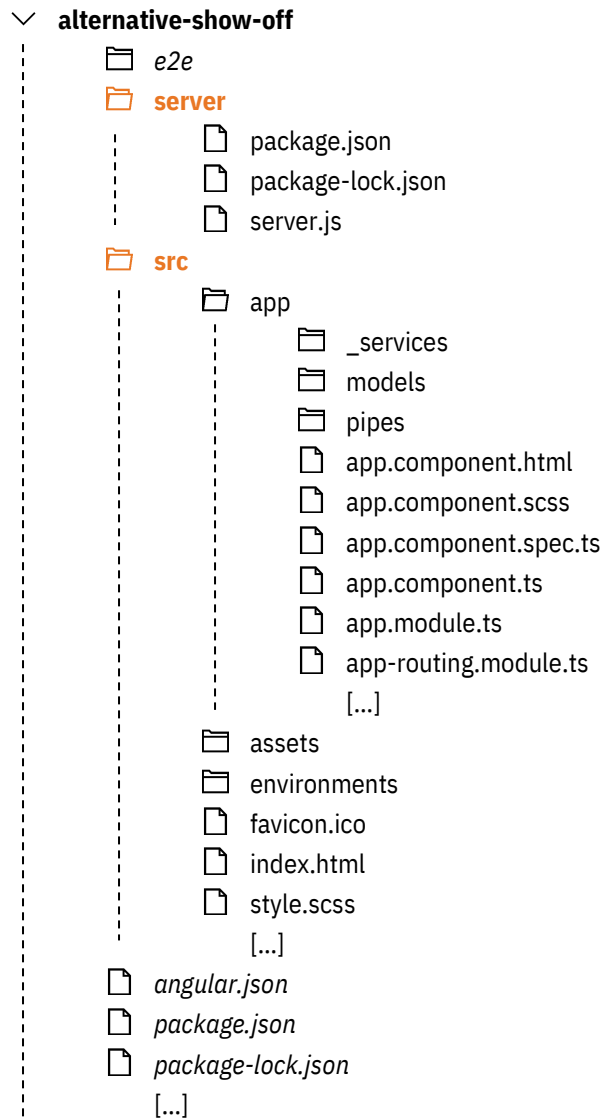 alternative-show-off
e2e
server
package.json
package-lock.json
server.js
src
app
_services
models
pipes
app.component.html
app.component.scss
app.component.spec.ts
app.component.ts
app.module.ts
app-routing.module.ts
[...]
assets
environments
favicon.ico
index.html
style.scss
[...]
angular.json
package.json
package-lock.json
[...]